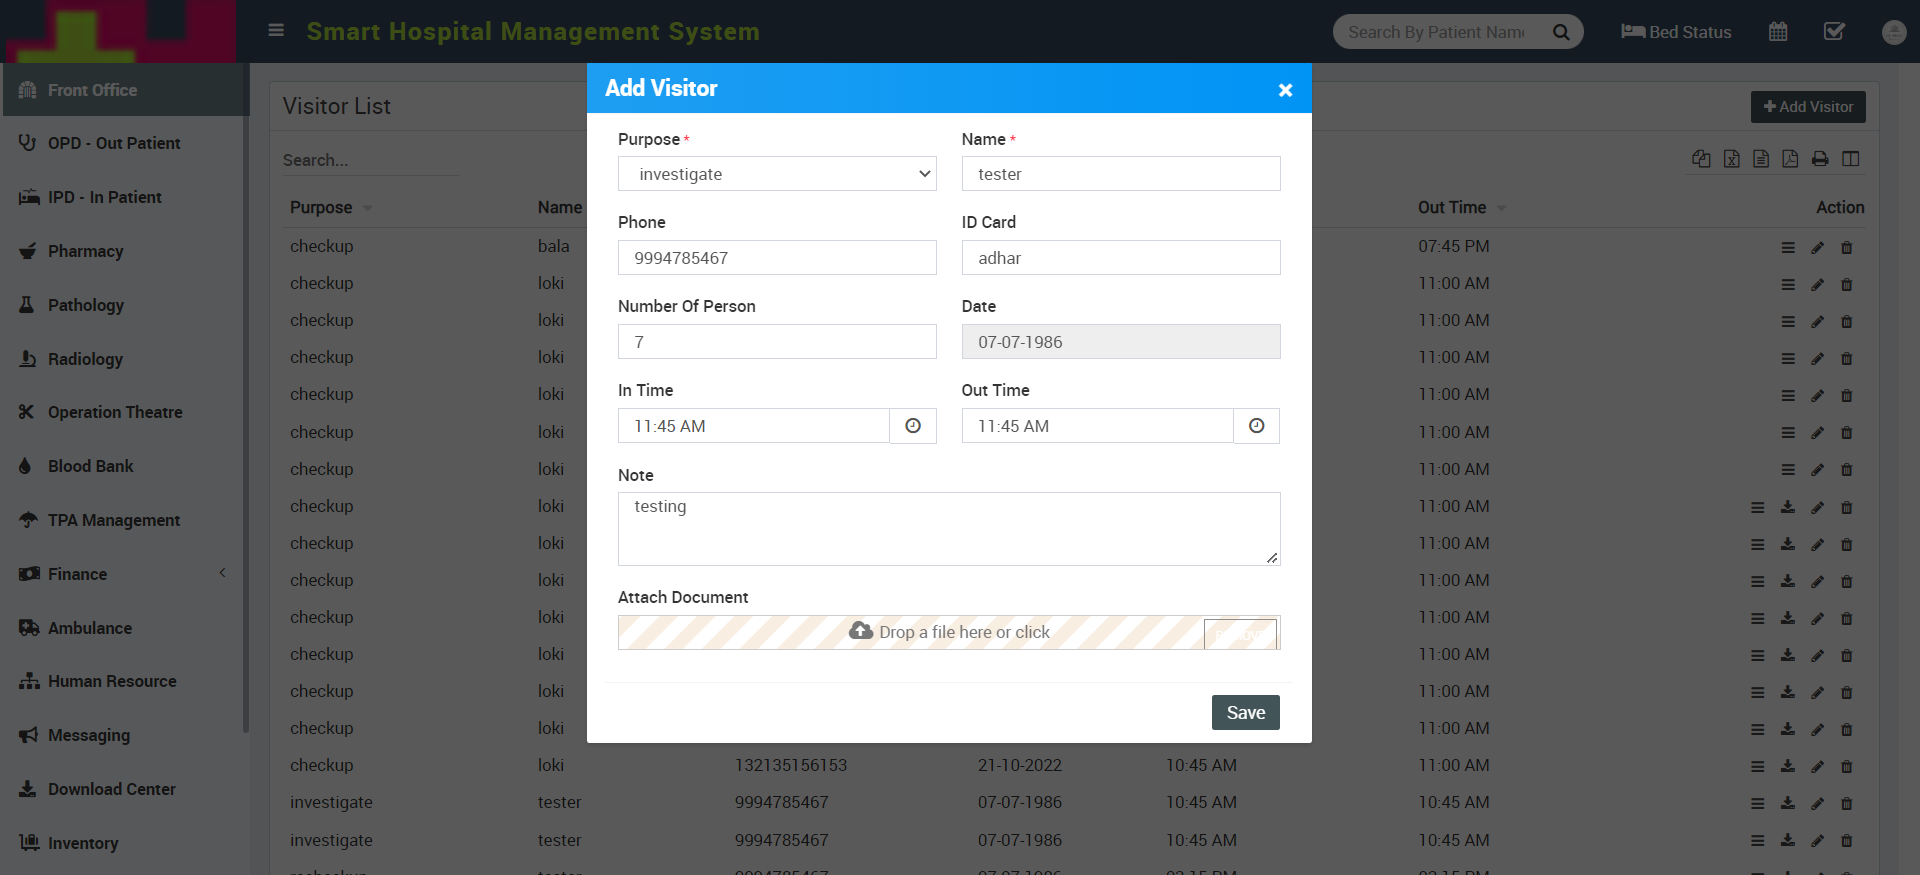 Smart Hospital Management System
Search By Patient Name
Bed Status
Front Office
OPD - Out Patient
IPD - In Patient
Pharmacy
Pathology
Radiology
Operation Theatre
Blood Bank
TPA Management
Finance
Ambulance
Human Resource
Messaging
Download Center
Inventory
Visitor List
Add Visitor
Search...
Purpose Name Out Time Action
checkup bala 07:45 PM
checkup loki 11:00 AM
checkup loki 11:00 AM
checkup loki 11:00 AM
checkup loki 11:00 AM
checkup loki 11:00 AM
checkup loki 11:00 AM
checkup loki 11:00 AM
checkup loki 11:00 AM
checkup loki 11:00 AM
checkup loki 11:00 AM
checkup loki 11:00 AM
checkup loki 11:00 AM
checkup loki 11:00 AM
checkup loki 132135156153 21-10-2022 10:45 AM 11:00 AM
investigate tester 9994785467 07-07-1986 10:45 AM 10:45 AM
investigate tester 9994785467 07-07-1986 10:45 AM 10:45 AM
Add Visitor
Purpose * Name *
investigate tester
Phone ID Card
9994785467 adhar
Number Of Person Date
7 07-07-1986
In Time Out Time
11:45 AM 11:45 AM
Note
testing
Attach Document
Drop a file here or click
Save